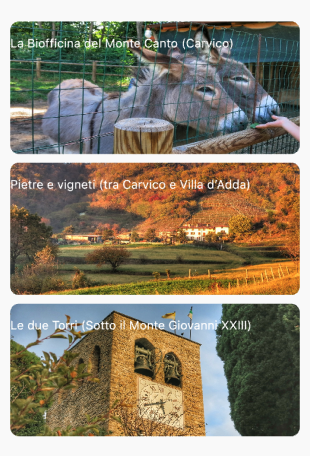 La Biofficina del Monte Canto (Carvico)
Pietre e vigneti (tra Carvico e Villa d'Adda)
Le due Torri (Sotto il Monte Giovanni XXIII)